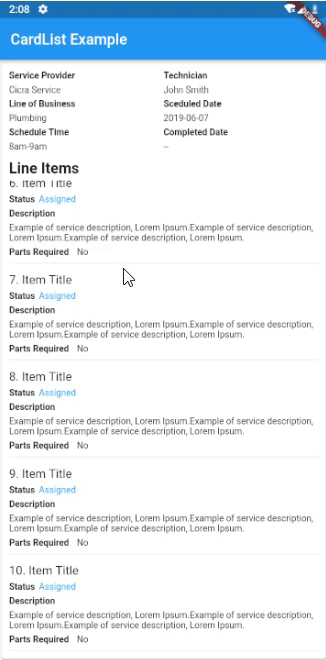 2:08
DEBUG
CardList Example
Service Provider Technician
Cicra Service John Smith
Line of Business Sceduled Date
Plumbing 2019-06-07
Schedule Time Completed Date
8am-9am --
Line Items
6. Item Title
Status Assigned
Description
Example of service description, Lorem Ipsum.Example of service description,
Lorem Ipsum.Example of service description, Lorem Ipsum.
Parts Required No
7. Item Title
Status Assigned
Description
Example of service description, Lorem Ipsum.Example of service description,
Lorem Ipsum.Example of service description, Lorem Ipsum.
Parts Required No
8. Item Title
Status Assigned
Description
Example of service description, Lorem Ipsum.Example of service description,
Lorem Ipsum.Example of service description, Lorem Ipsum.
Parts Required No
9. Item Title
Status Assigned
Description
Example of service description, Lorem Ipsum.Example of service description,
Lorem Ipsum.Example of service description, Lorem Ipsum.
Parts Required No
10. Item Title
Status Assigned
Description
Example of service description, Lorem Ipsum.Example of service description,
Lorem Ipsum.Example of service description, Lorem Ipsum.
Parts Required No